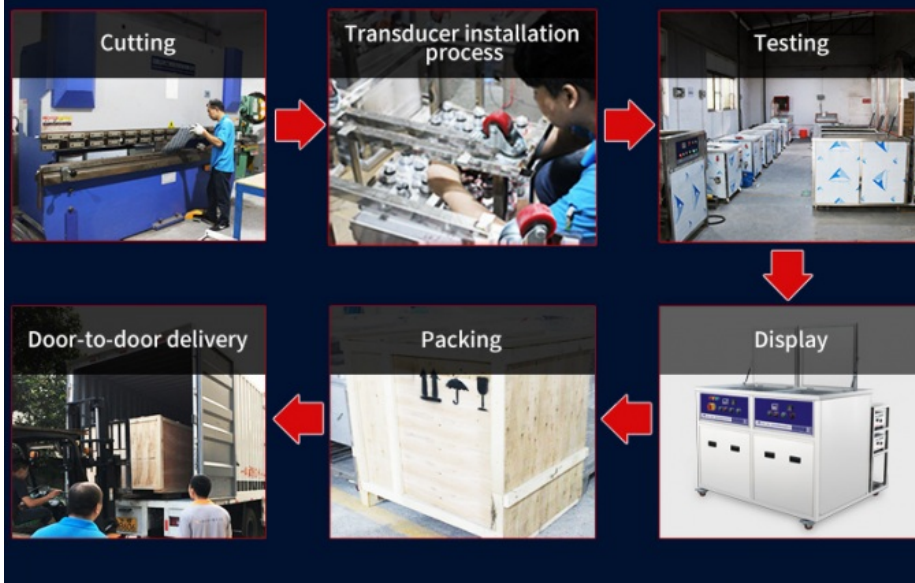 Cutting
Transducer installation
process
Testing
Door-to-door delivery
Packing
Display